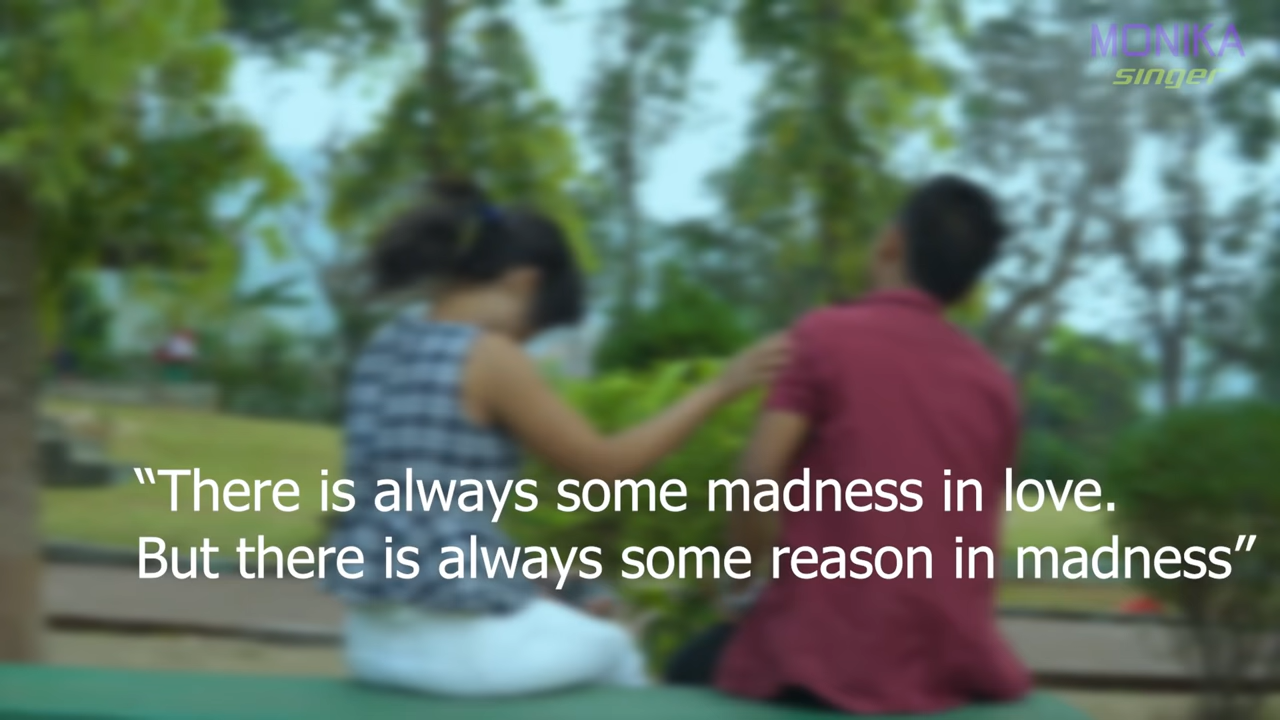 MONIKA
singer
“There is always some madness in love.
But there is always some reason in madness”